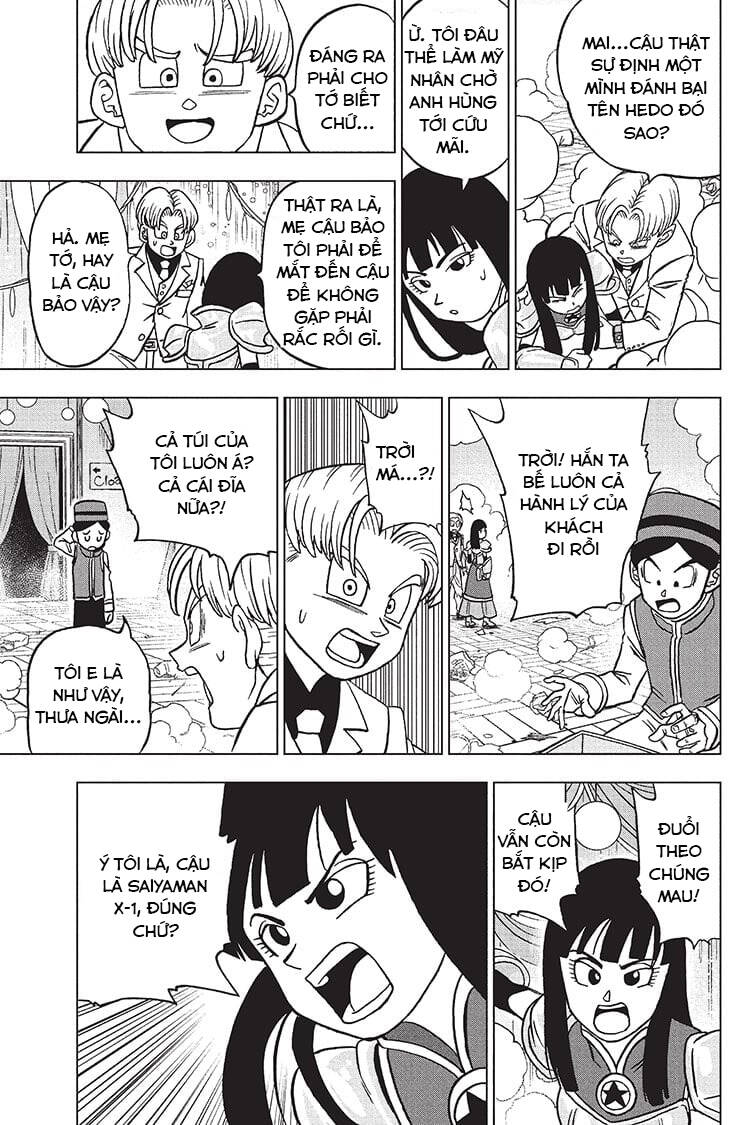 MAI...CẬU THẬT
SỰ ĐỊNH MỘT
MÌNH ĐÁNH BẠI
TÊN HEDO ĐÓ
SAO?
Ừ. TÔI ĐÂU
THỂ LÀM MỸ
NHÂN CHỜ
ANH HÙNG
TỚI CỨU
MÃI.
ĐÁNG RA
PHẢI CHO
TỚ BIẾT
CHỨ...
THẬT RA LÀ,
MẸ CẬU BẢO
TÔI PHẢI ĐỂ
MẮT ĐẾN CẬU
ĐỂ KHÔNG
GẶP PHẢI
RẮC RỐI GÌ.
HẢ. MẸ
TỚ, HAY
LÀ CẬU
BẢO VẬY?
TRỜI! HẮN TA
BẾ LUÔN CẢ
HÀNH LÝ CỦA
KHÁCH
ĐI RỒI
TRỜI
MÁ...?!
CẢ TÚI CỦA
TÔI LUÔN Á?
CẢ CÁI ĐĨA
NỮA?!
Cloa
TÔI E LÀ
NHƯ VẬY,
THƯA NGÀI...
ĐUỔI
THEO
CHÚNG
MAU!
CẬU
VẪN CÒN
BẮT KỊP
ĐÓ!
Ý TÔI LÀ, CẬU
LÀ SAIYAMAN
X-1, ĐÚNG
CHỨ?